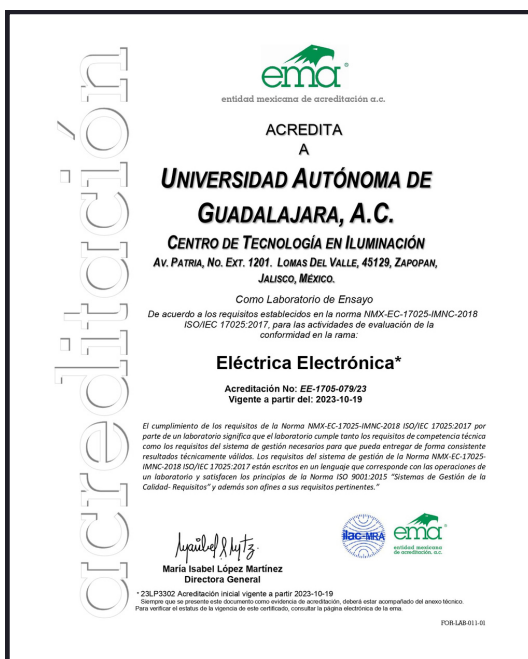 acreditación
ema®
entidad mexicana de acreditación a.c.
ACREDITA
A
UNIVERSIDAD AUTÓNOMA DE
GUADALAJARA, A.C.
CENTRO DE TECNOLOGÍA EN ILUMINACIÓN
AV. PATRIA, NO. EXT. 1201. LOMAS DEL VALLE, 45129, ZAPOPAN,
JALISCO, MÉXICO.
Como Laboratorio de Ensayo
De acuerdo a los requisitos establecidos en la norma NMX-EC-17025-IMNC-2018
ISO/IEC 17025:2017, para las actividades de evaluación de la
conformidad en la rama:
Eléctrica Electrónica*
Acreditación No: EE-1705-079/23
Vigente a partir del: 2023-10-19
El cumplimiento de los requisitos de la Norma NMX-EC-17025-IMNC-2018 ISO/IEC 17025:2017 por
parte de un laboratorio significa que el laboratorio cumple tanto los requisitos de competencia técnica
como los requisitos del sistema de gestión necesarios para que pueda entregar de forma consistente
resultados técnicamente válidos. Los requisitos del sistema de gestión de la Norma NMX-EC-17025-
IMNC-2018 ISO/IEC 17025:2017 están escritos en un lenguaje que corresponde con las operaciones de
un laboratorio y satisfacen los principios de la Norma ISO 9001:2015 "Sistemas de Gestión de la
Calidad- Requisitos" y además son afines a sus requisitos pertinentes."
ilac-MRA
ema®
entidad mexicana
de acreditación, a.c.
María Isabel López Martínez
Directora General
* 23LP3302 Acreditación inicial vigente a partir 2023-10-19
Siempre que se presente este documento como evidencia de acreditación, deberá estar acompañado del anexo técnico.
Para verificar el estatus de la vigencia de este certificado, consultar la página electrónica de la ema.
FOR-LAB-011-01